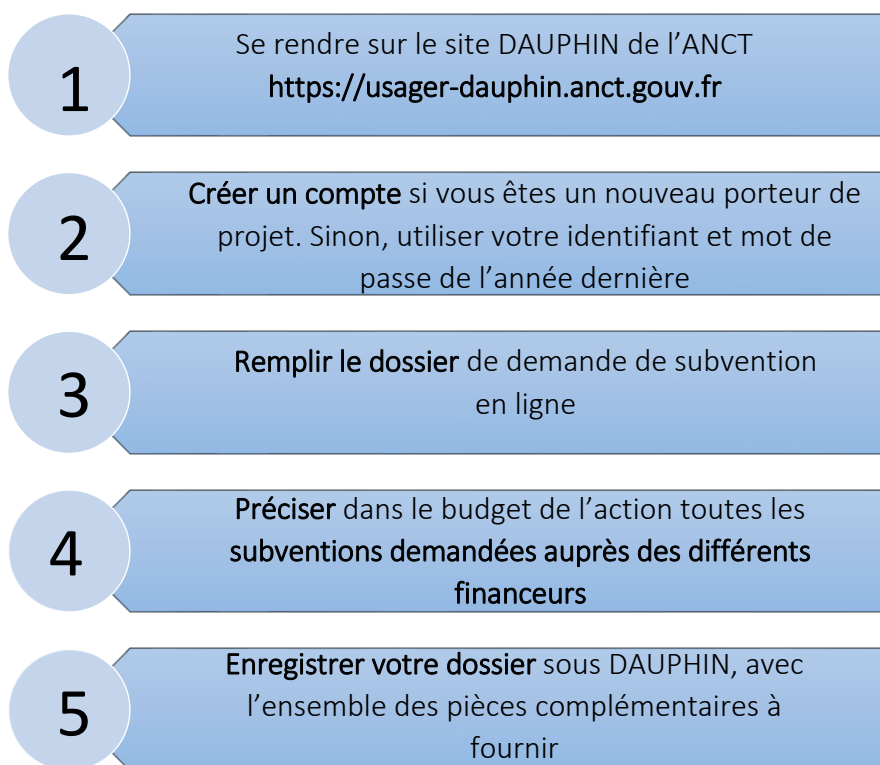 1
Se rendre sur le site DAUPHIN de l’ANCT
https://usager-dauphin.anct.gouv.fr
2
Créer un compte si vous êtes un nouveau porteur de
projet. Sinon, utiliser votre identifiant et mot de
passe de l’année dernière
3
Remplir le dossier de demande de subvention
en ligne
4
Préciser dans le budget de l’action toutes les
subventions demandées auprès des différents
financeurs
5
Enregistrer votre dossier sous DAUPHIN, avec
l’ensemble des pièces complémentaires à
fournir